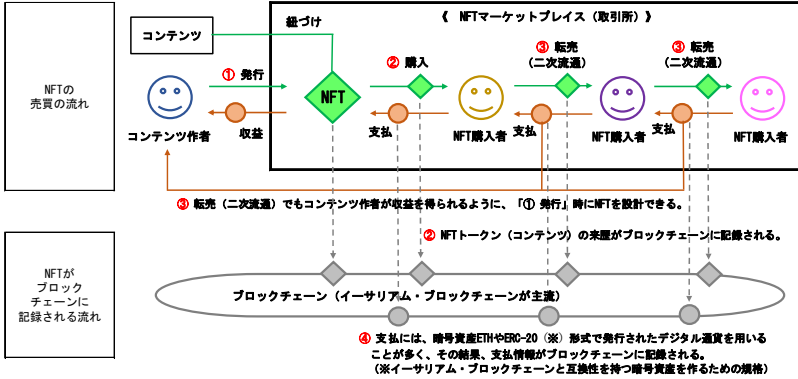 《 NFTマーケットプレイス（取引所）》
紐づけ
コンテンツ
① 発行
② 購入
③ 転売
（二次流通）
③ 転売
（二次流通）
NFTの
売買の流れ
NFT
収益
支払
支払
支払
コンテンツ作者
NFT購入者
NFT購入者
NFT購入者
③ 転売（二次流通）でもコンテンツ作者が収益を得られるように、「① 発行」時にNFTを設計できる。
② NFTトークン（コンテンツ）の来歴がブロックチェーンに記録される。
NFTが
ブロック
チェーンに
記録される流れ
ブロックチェーン（イーサリアム・ブロックチェーンが主流）
④ 支払には、暗号資産ETHやERC-20（※）形式で発行されたデジタル通貨を用いる
ことが多く、その結果、支払情報がブロックチェーンに記録される。
（※イーサリアム・ブロックチェーンと互換性を持つ暗号資産を作るための規格）